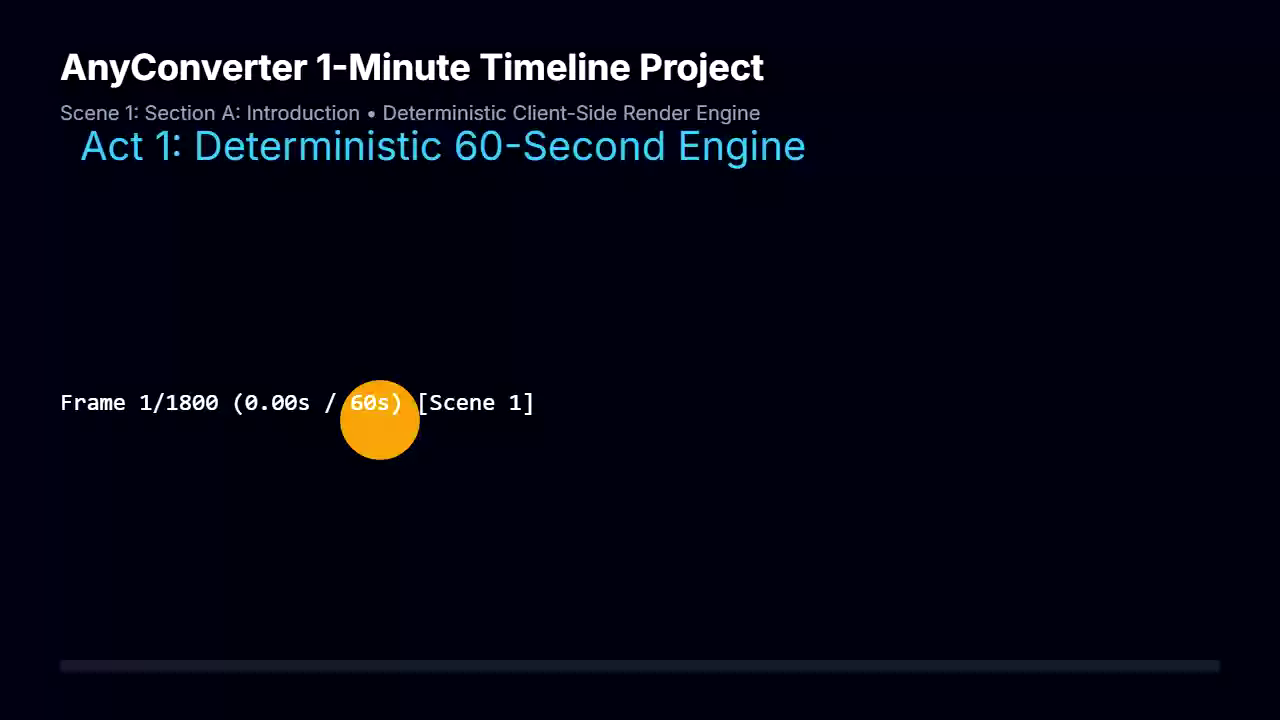 AnyConverter 1-Minute Timeline Project
Scene 1: Section A: Introduction • Deterministic Client-Side Render Engine
Act 1: Deterministic 60-Second Engine
Frame 1/1800 (0.00s / 60s) [Scene 1]